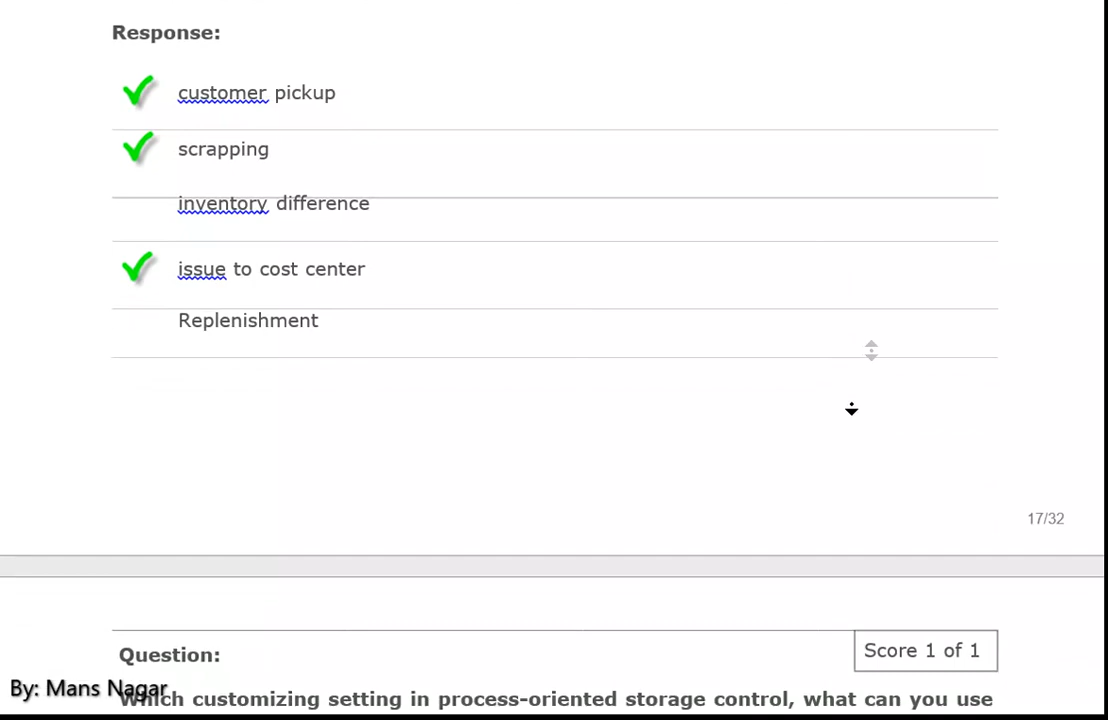 Response:
customer pickup
scrapping
inventory difference
issue to cost center
Replenishment
17/32
Question:
Score 1 of 1
By: Mans Nagar
Which customizing setting in process-oriented storage control, what can you use